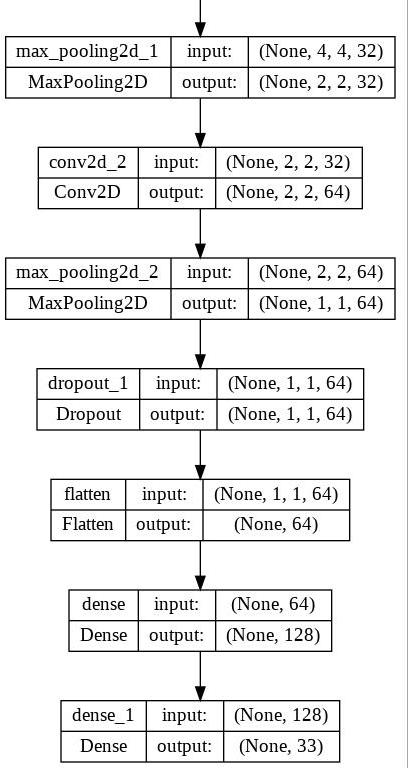 max_pooling2d_1 input: (None, 4, 4, 32)
MaxPooling2D output: (None, 2, 2, 32)
conv2d_2 input: (None, 2, 2, 32)
Conv2D output: (None, 2, 2, 64)
max_pooling2d_2 input: (None, 2, 2, 64)
MaxPooling2D output: (None, 1, 1, 64)
dropout_1 input: (None, 1, 1, 64)
Dropout output: (None, 1, 1, 64)
flatten input: (None, 1, 1, 64)
Flatten output: (None, 64)
dense input: (None, 64)
Dense output: (None, 128)
dense_1 input: (None, 128)
Dense output: (None, 33)